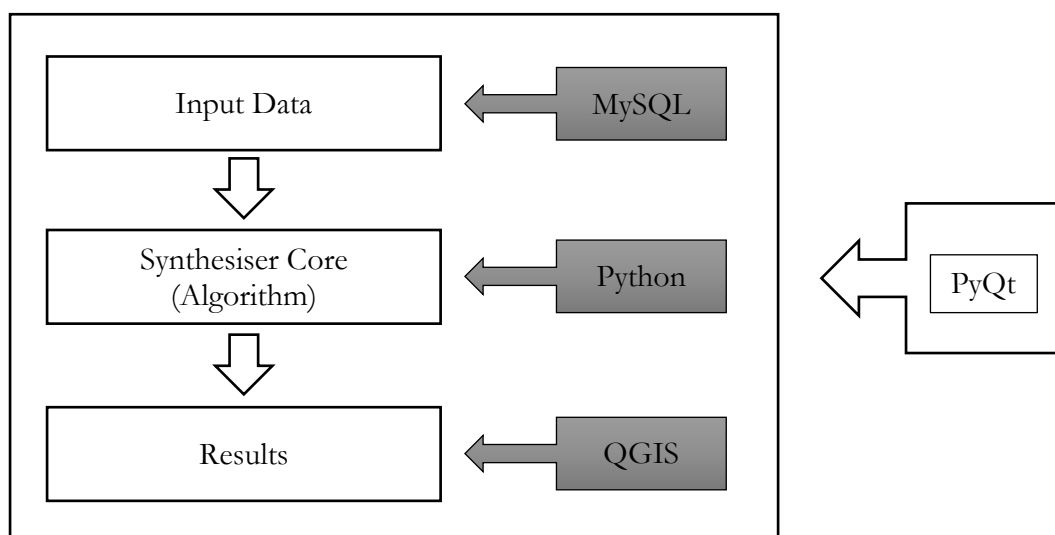 Input Data
MySQL
Synthesiser Core
(Algorithm)
Python
PyQt
Results
QGIS